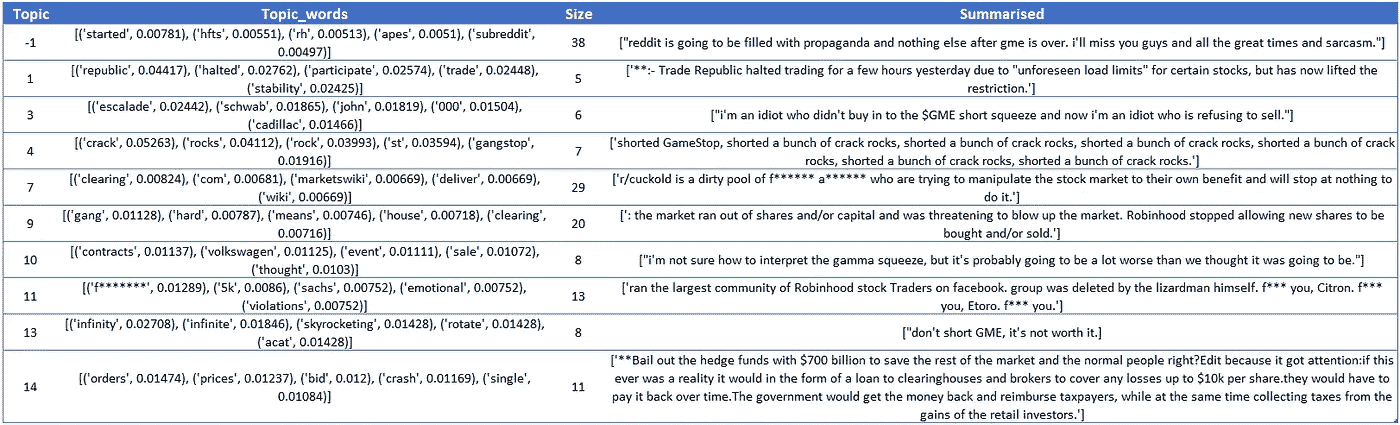 Topic Topic_words Size Summarised
-1 [('started', 0.00781), ('hfts', 0.00551), ('rh', 0.00513), ('apes', 0.0051), ('subreddit', 38 ["reddit is going to be filled with propaganda and nothing else after gme is over. i'll miss you guys and all the great times and sarcasm."]
0.00497)]
1 [('republic', 0.04417), ('halted', 0.02762), ('participate', 0.02574), ('trade', 0.02448), 5 ['**:- Trade Republic halted trading for a few hours yesterday due to "unforeseen load limits" for certain stocks, but has now lifted the
('stability', 0.02425)] restriction.']
3 [('escalade', 0.02442), ('schwab', 0.01865), ('john', 0.01819), ('000', 0.01504), 6 ["i'm an idiot who didn't buy in to the $GME short squeeze and now i'm an idiot who is refusing to sell."]
('cadillac', 0.01466)]
4 [('crack', 0.05263), ('rocks', 0.04112), ('rock', 0.03993), ('st', 0.03594), ('gangstop', 7 ['shorted GameStop, shorted a bunch of crack rocks, shorted a bunch of crack rocks, shorted a bunch of crack rocks, shorted a bunch of crack
0.01916)] rocks, shorted a bunch of crack rocks, shorted a bunch of crack rocks.']
7 [('clearing', 0.00824), ('com', 0.00681), ('marketswiki', 0.00669), ('deliver', 0.00669), 29 ['r/cuckold is a dirty pool of f****** a****** who are trying to manipulate the stock market to their own benefit and will stop at nothing to
('wiki', 0.00669)] do it.']
9 [('gang', 0.01128), ('hard', 0.00787), ('means', 0.00746), ('house', 0.00718), ('clearing', 20 [': the market ran out of shares and/or capital and was threatening to blow up the market. Robinhood stopped allowing new shares to be
0.00716)] bought and/or sold.']
10 [('contracts', 0.01137), ('volkswagen', 0.01125), ('event', 0.01111), ('sale', 0.01072), 8 ["i'm not sure how to interpret the gamma squeeze, but it's probably going to be a lot worse than we thought it was going to be."]
('thought', 0.0103)]
11 [('f*******', 0.01289), ('5k', 0.0086), ('sachs', 0.00752), ('emotional', 0.00752), 13 ['ran the largest community of Robinhood stock Traders on facebook. group was deleted by the lizardman himself. f*** you, Citron. f***
('violations', 0.00752)] you, Etoro. f*** you.']
13 [('infinity', 0.02708), ('infinite', 0.01846), ('skyrocketing', 0.01428), ('rotate', 0.01428), 8 ["don't short GME, it's not worth it.]
('acat', 0.01428)]
['**Bail out the hedge funds with $700 billion to save the rest of the market and the normal people right?Edit because it got attention:if this
14 [('orders', 0.01474), ('prices', 0.01237), ('bid', 0.012), ('crash', 0.01169), ('single', 11 ever was a reality it would in the form of a loan to clearinghouses and brokers to cover any losses up to $10k per share.they would have to
0.01084)] pay it back over time.The government would get the money back and reimburse taxpayers, while at the same time collecting taxes from the
gains of the retail investors.']